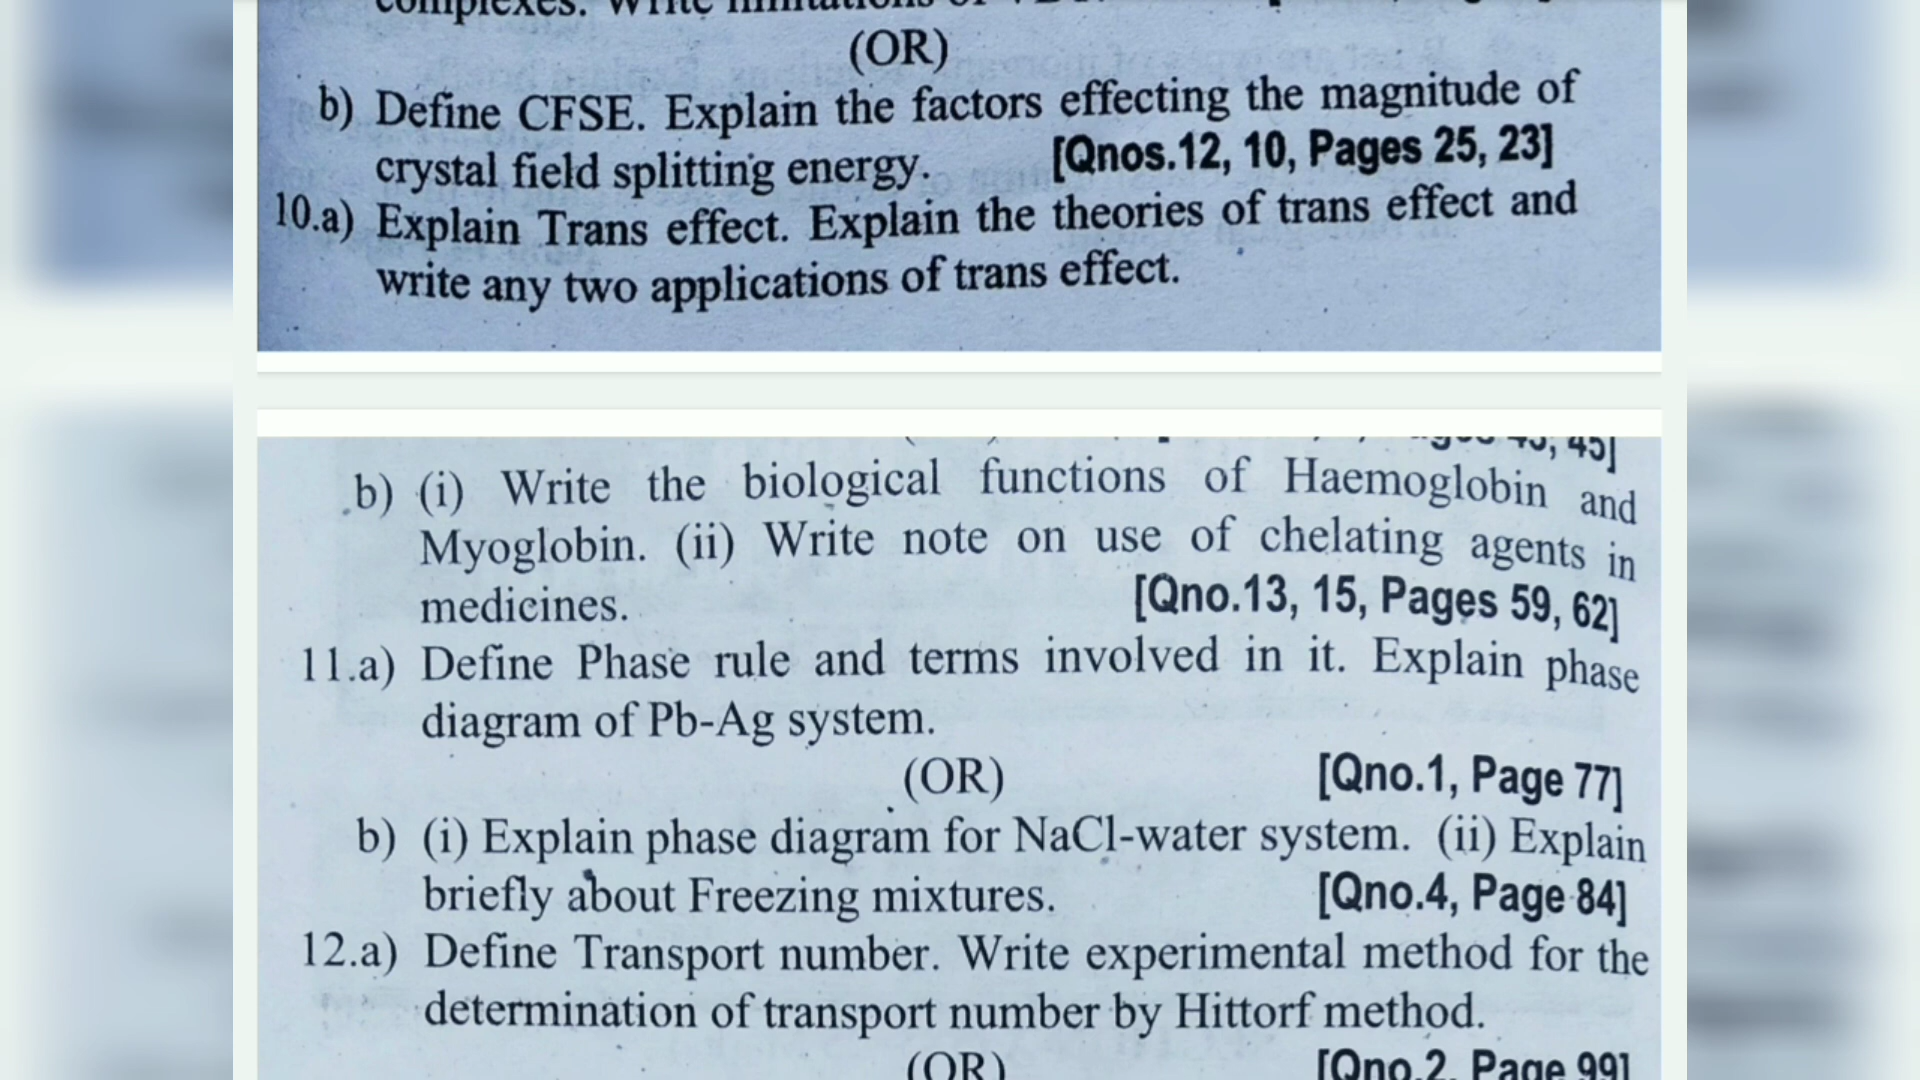 (OR)
b) Define CFSE. Explain the factors effecting the magnitude of
crystal field splitting energy. [Qnos.12, 10, Pages 25, 23]
10.a) Explain Trans effect. Explain the theories of trans effect and
write any two applications of trans effect.
45]
b) (i) Write the biological functions of Haemoglobin and
Myoglobin. (ii) Write note on use of chelating agents in
medicines. [Qno.13, 15, Pages 59, 62]
11.a) Define Phase rule and terms involved in it. Explain phase
diagram of Pb-Ag system.
(OR) [Qno.1, Page 77]
b) (i) Explain phase diagram for NaCl-water system. (ii) Explain
briefly about Freezing mixtures. [Qno.4, Page 84]
12.a) Define Transport number. Write experimental method for the
determination of transport number by Hittorf method.
(OR) [Qno.2, Page 99]